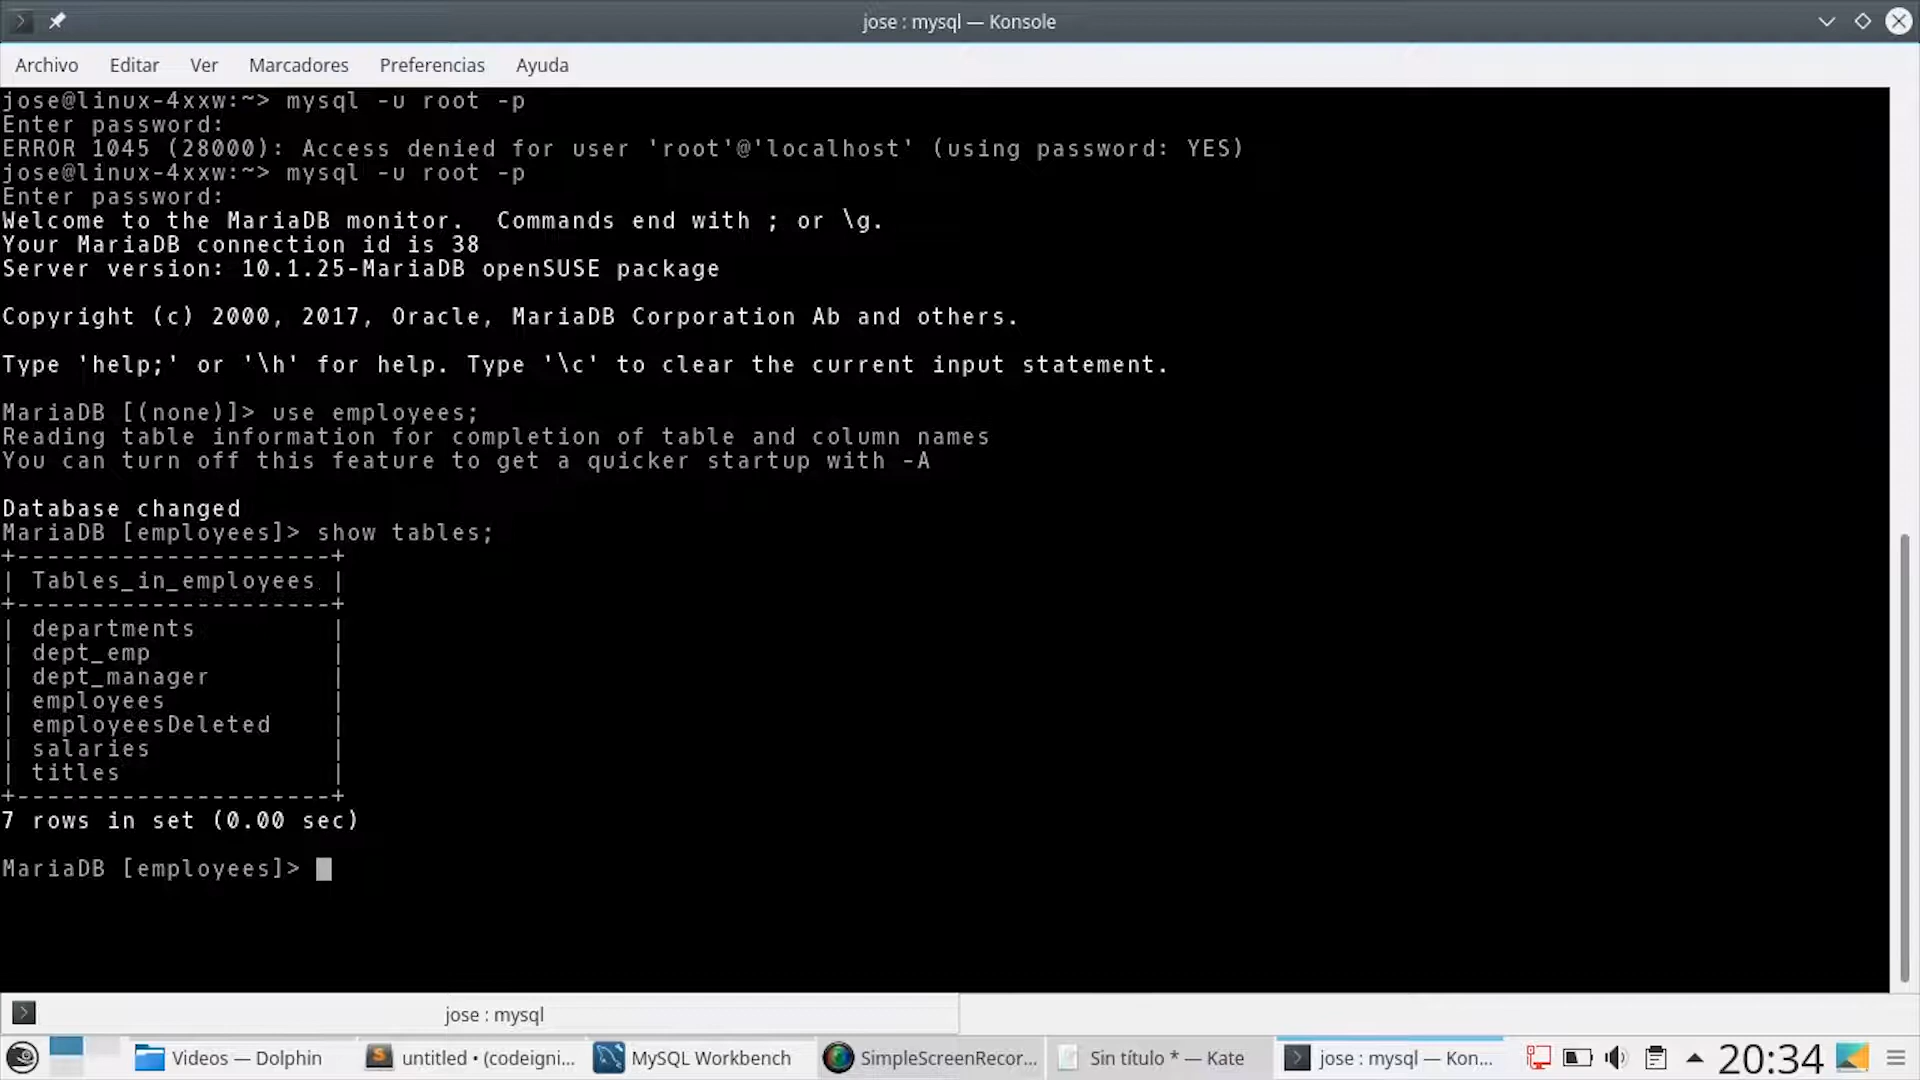 jose : mysql — Konsole
Archivo Editar Ver Marcadores Preferencias Ayuda
jose@linux-4xxw:~> mysql -u root -p
Enter password:
ERROR 1045 (28000): Access denied for user 'root'@'localhost' (using password: YES)
jose@linux-4xxw:~> mysql -u root -p
Enter password:
Welcome to the MariaDB monitor.  Commands end with ; or \g.
Your MariaDB connection id is 38
Server version: 10.1.25-MariaDB openSUSE package
Copyright (c) 2000, 2017, Oracle, MariaDB Corporation Ab and others.
Type 'help;' or '\h' for help. Type '\c' to clear the current input statement.
MariaDB [(none)]> use employees;
Reading table information for completion of table and column names
You can turn off this feature to get a quicker startup with -A
Database changed
MariaDB [employees]> show tables;
+---------------------+
| Tables_in_employees |
+---------------------+
| departments         |
| dept_emp            |
| dept_manager        |
| employees           |
| employeesDeleted    |
| salaries            |
| titles              |
+---------------------+
7 rows in set (0.00 sec)
MariaDB [employees]>
jose : mysql
Videos — Dolphin untitled • (codeigni... MySQL Workbench SimpleScreenRecor... Sin título * — Kate jose : mysql — Kon... 20:34